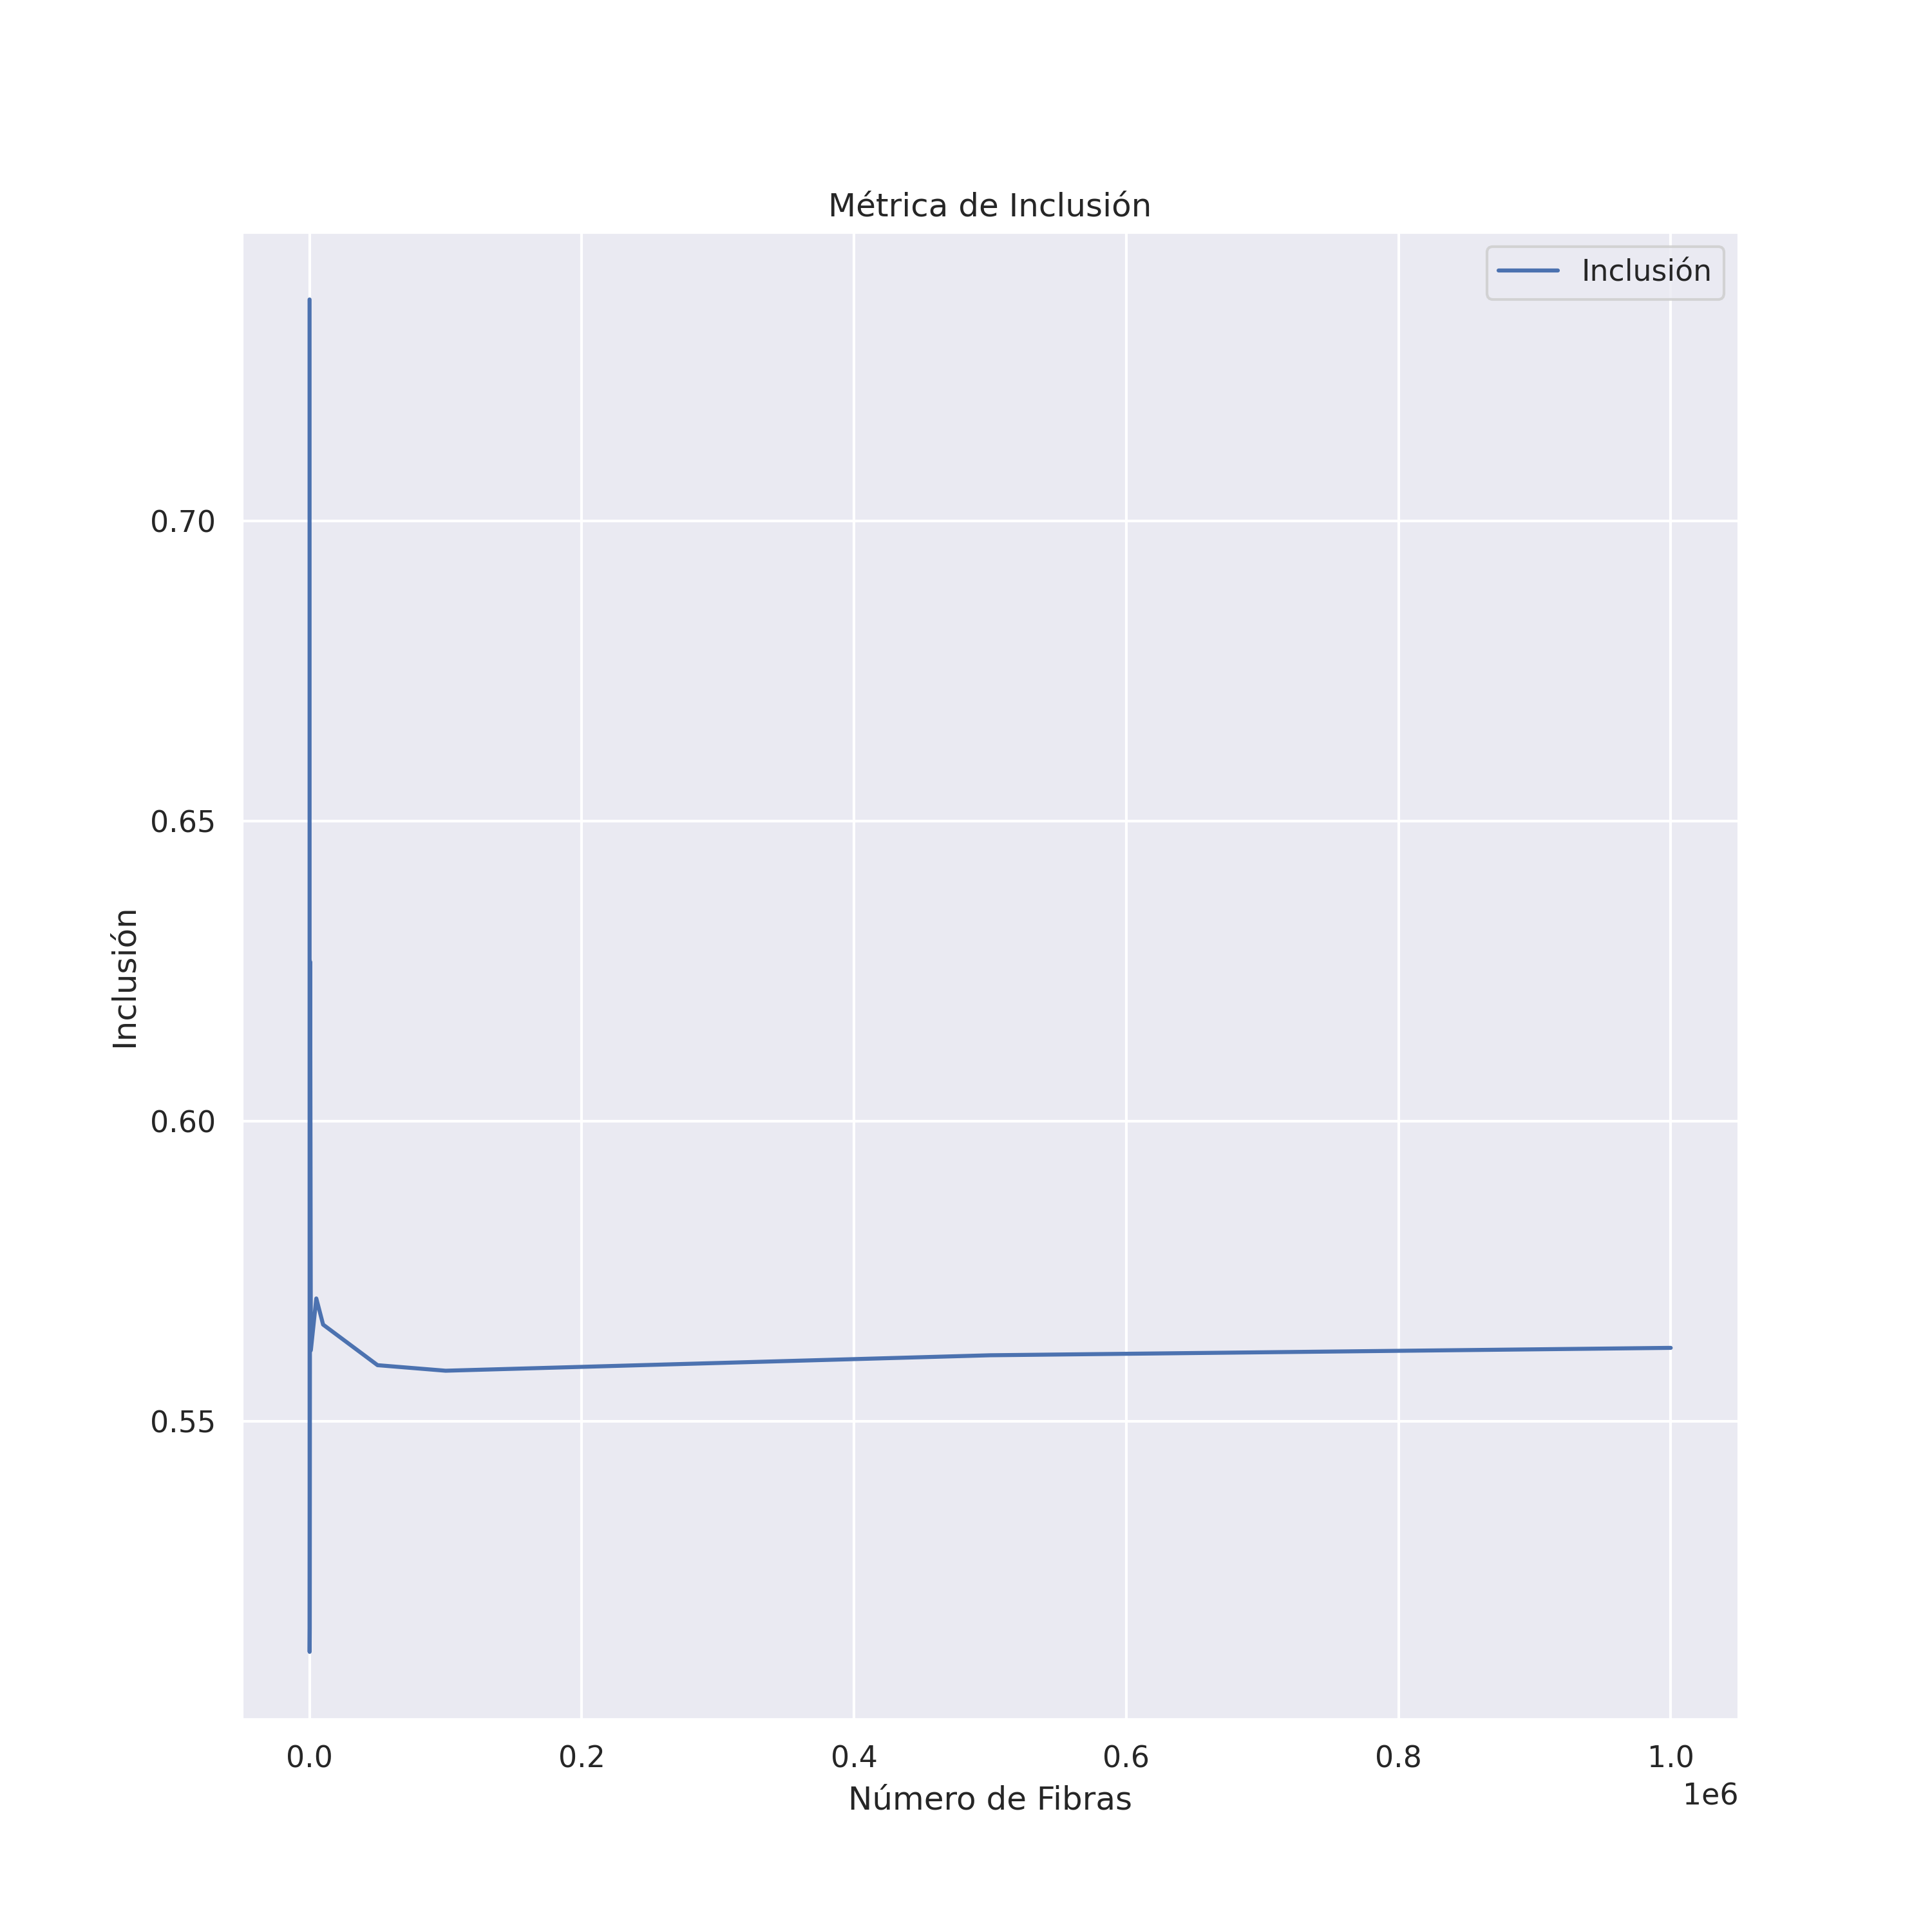 Métrica de Inclusión
Inclusión
0.70
0.65
0.60
0.55
Inclusión
0.0 0.2 0.4 0.6 0.8 1.0
1e6
Número de Fibras